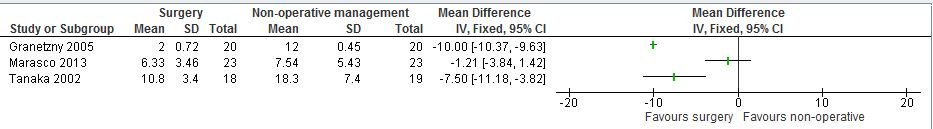 Surgery Non-operative management Mean Difference Mean Difference
Study or Subgroup Mean SD Total Mean SD Total IV, Fixed, 95% CI IV, Fixed, 95% CI
Granetzny 2005 2 0.72 20 12 0.45 20 -10.00 [-10.37, -9.63]
Marasco 2013 6.33 3.46 23 7.54 5.43 23 -1.21 [-3.84, 1.42]
Tanaka 2002 10.8 3.4 18 18.3 7.4 19 -7.50 [-11.18, -3.82]
-20 -10 0 10 20
Favours surgery Favours non-operative